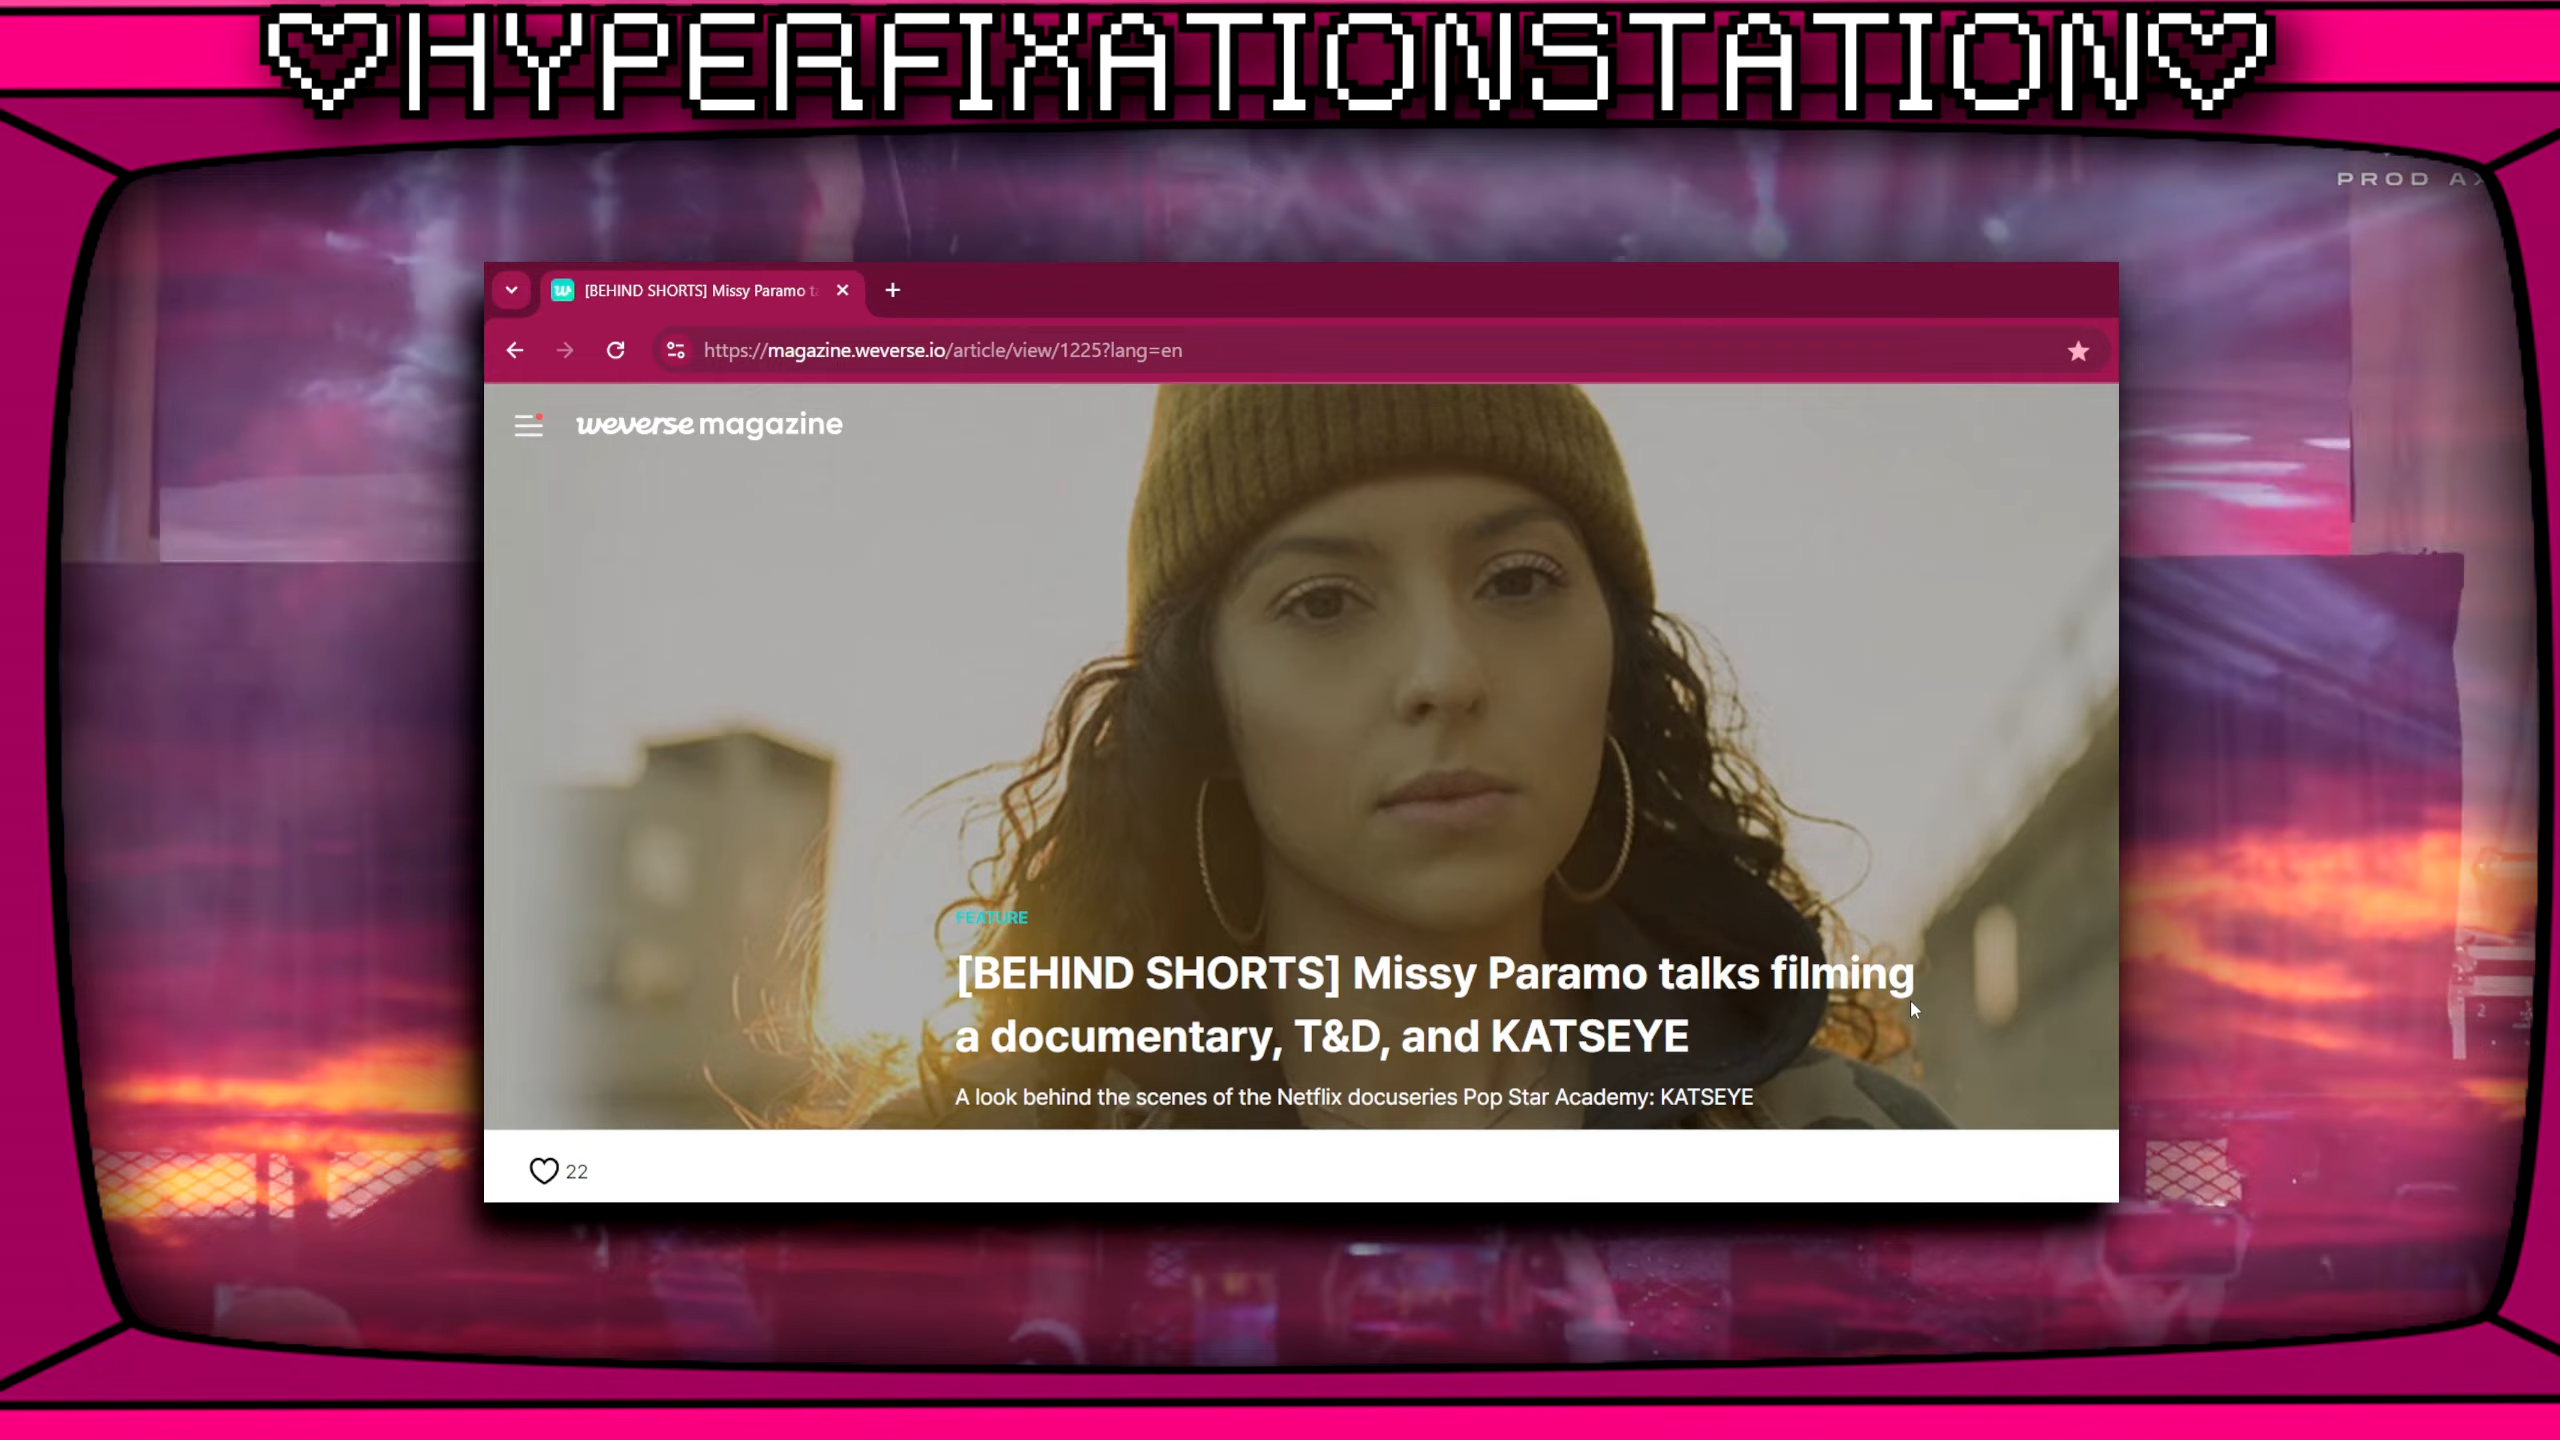 ♡HYPERFIXATIONSTATION♡
PROD AX
[BEHIND SHORTS] Missy Paramo t
https://magazine.weverse.io/article/view/1225?lang=en
weverse magazine
FEATURE
[BEHIND SHORTS] Missy Paramo talks filming
a documentary, T&D, and KATSEYE
A look behind the scenes of the Netflix docuseries Pop Star Academy: KATSEYE
22